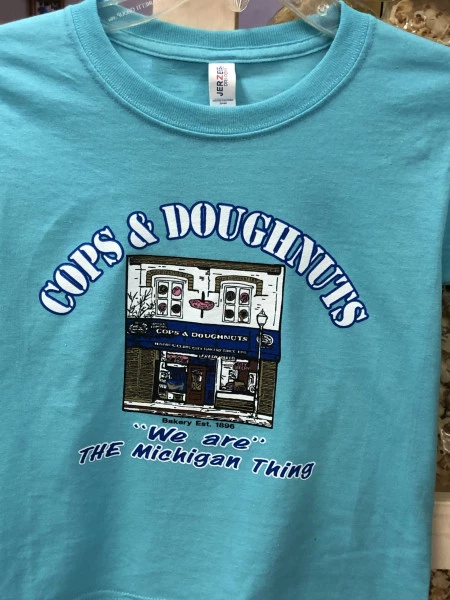 JERZEES
COPS & DOUGHNUTS
COPS & DOUGHNUTS
Bakery Est. 1896
"We are"
THE Michigan Thing